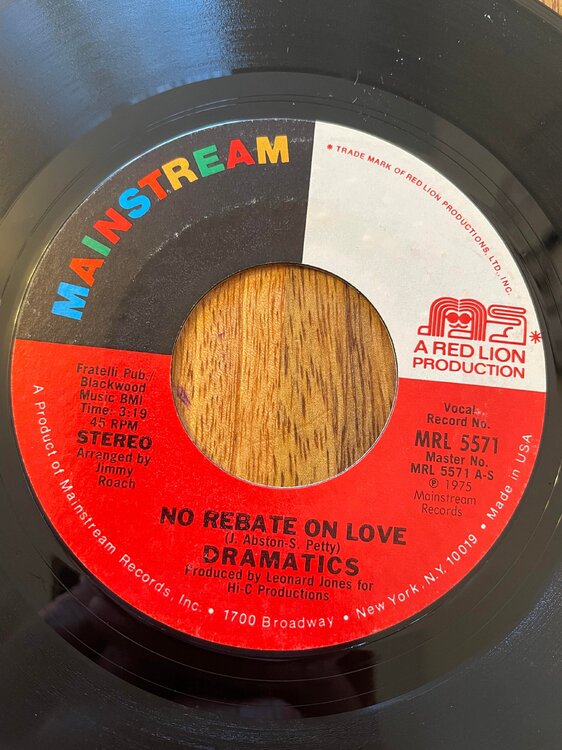 MAINSTREAM
* TRADE MARK OF RED LION PRODUCTIONS, LTD., INC.
*
A RED LION
PRODUCTION
Fratelli Pub./
Blackwood
Music BMI
Time: 3:19
45 RPM
STEREO
Arranged by
Jimmy
Roach
Vocal
Record No.
MRL 5571
Master No.
MRL 5571 A-S
℗ 1975
Mainstream
Records
NO REBATE ON LOVE
(J. Abston-S. Petty)
DRAMATICS
Produced by Leonard Jones for
Hi-C Productions
A Product of Mainstream Records, Inc. • 1700 Broadway • New York, N.Y. 10019 • Made in USA